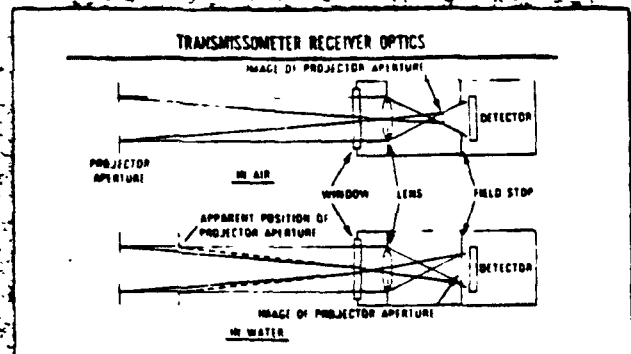 TRANSMISSOMETER RECEIVER OPTICS
IMAGE OF PROJECTOR APERTURE
DETECTOR
PROJECTOR
APERTURE
IN AIR
WINDOW
LENS
FIELD STOP
APPARENT POSITION OF
PROJECTOR APERTURE
DETECTOR
IMAGE OF PROJECTOR APERTURE
IN WATER